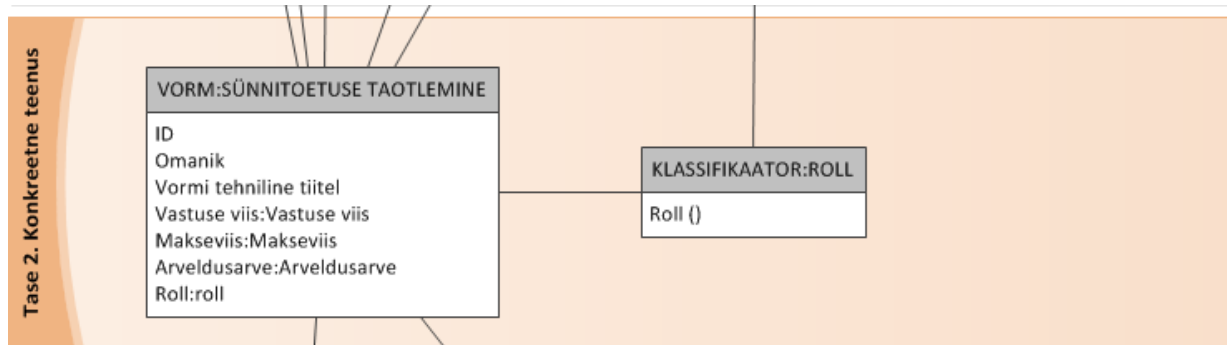 Tase 2. Konkreetne teenus
VORM:SÜNNITOETUSE TAOTLEMINE
ID
Omanik
Vormi tehniline tiitel
Vastuse viis:Vastuse viis
Makseviis:Makseviis
Arveldusarve:Arveldusarve
Roll:roll
KLASSIFIKAATOR:ROLL
Roll ()